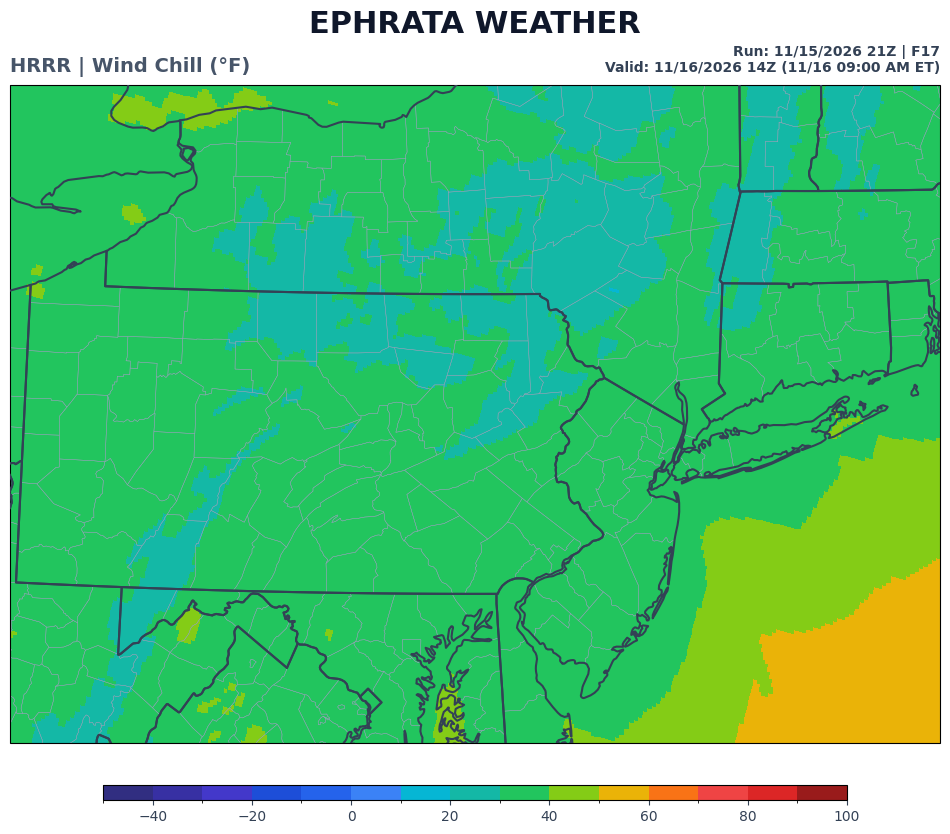 EPHRATA WEATHER
HRRR | Wind Chill (°F)
Run: 11/15/2026 21Z | F17
Valid: 11/16/2026 14Z (11/16 09:00 AM ET)
−40 −20 0 20 40 60 80 100